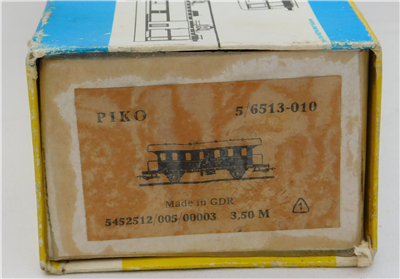 PIKO 5/6513-010
Made in GDR
5452512/005/00003 3,50 M